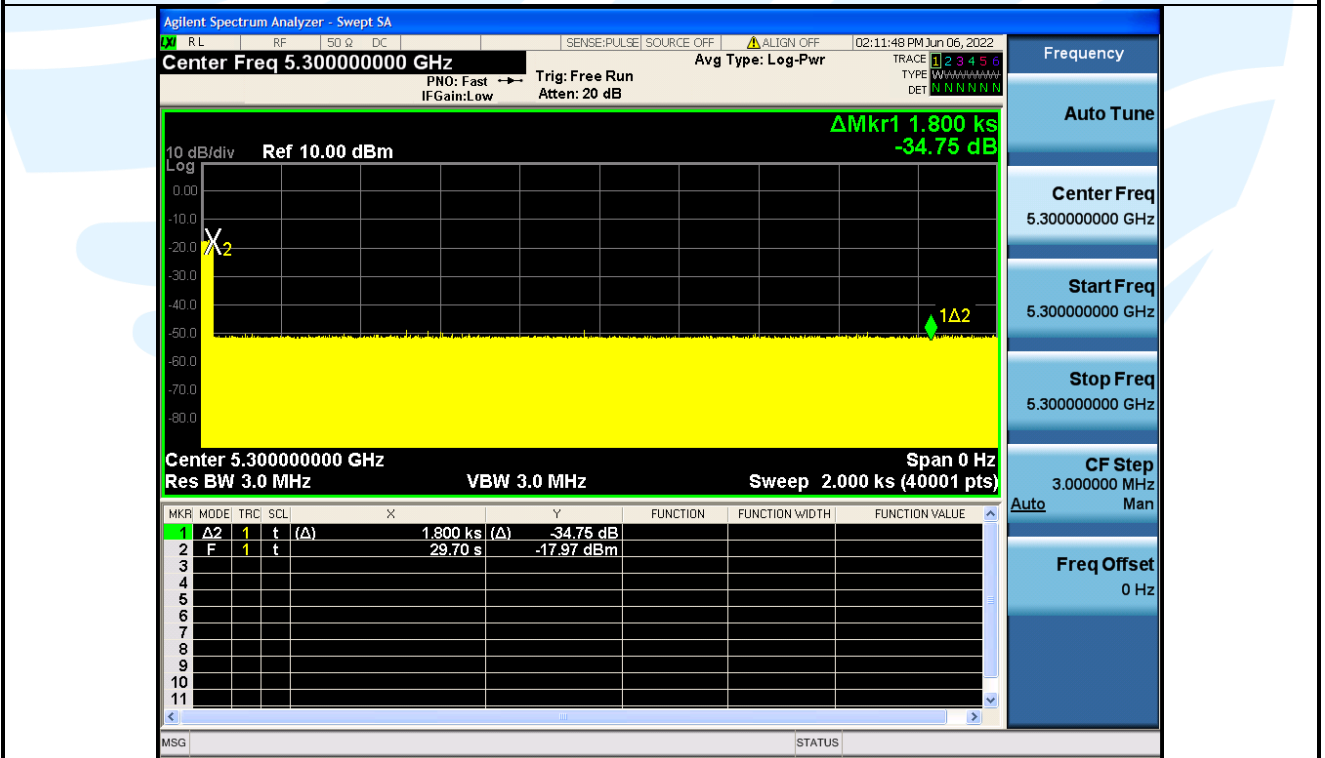 Agilent Spectrum Analyzer - Swept SA
LXI RL RF 50 Ω DC SENSE:PULSE SOURCE OFF ALIGN OFF 02:11:48 PM Jun 06, 2022
Center Freq 5.300000000 GHz Avg Type: Log-Pwr TRACE 1 2 3 4 5 6
PNO: Fast Trig: Free Run TYPE WWWWWW
IFGain:Low Atten: 20 dB DET N N N N N N
ΔMkr1 1.800 ks
-34.75 dB
10 dB/div Ref 10.00 dBm
Log
0.00
-10.0
-20.0
-30.0
-40.0
-50.0
-60.0
-70.0
-80.0
X2
1Δ2
Center 5.300000000 GHz Span 0 Hz
Res BW 3.0 MHz VBW 3.0 MHz Sweep 2.000 ks (40001 pts)
MKR MODE TRC SCL X Y FUNCTION FUNCTION WIDTH FUNCTION VALUE
1 Δ2 1 t (Δ) 1.800 ks (Δ) -34.75 dB
2 F 1 t 29.70 s -17.97 dBm
3
4
5
6
7
8
9
10
11
MSG STATUS
Frequency
Auto Tune
Center Freq
5.300000000 GHz
Start Freq
5.300000000 GHz
Stop Freq
5.300000000 GHz
CF Step
3.000000 MHz
Auto Man
Freq Offset
0 Hz